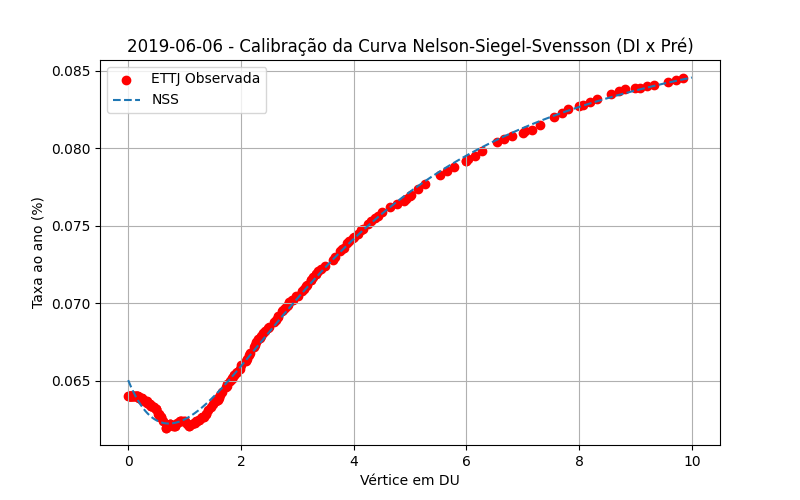 2019-06-06 - Calibração da Curva Nelson-Siegel-Svensson (DI x Pré)
ETTJ Observada
NSS
Taxa ao ano (%)
0.085
0.080
0.075
0.070
0.065
0 2 4 6 8 10
Vértice em DU